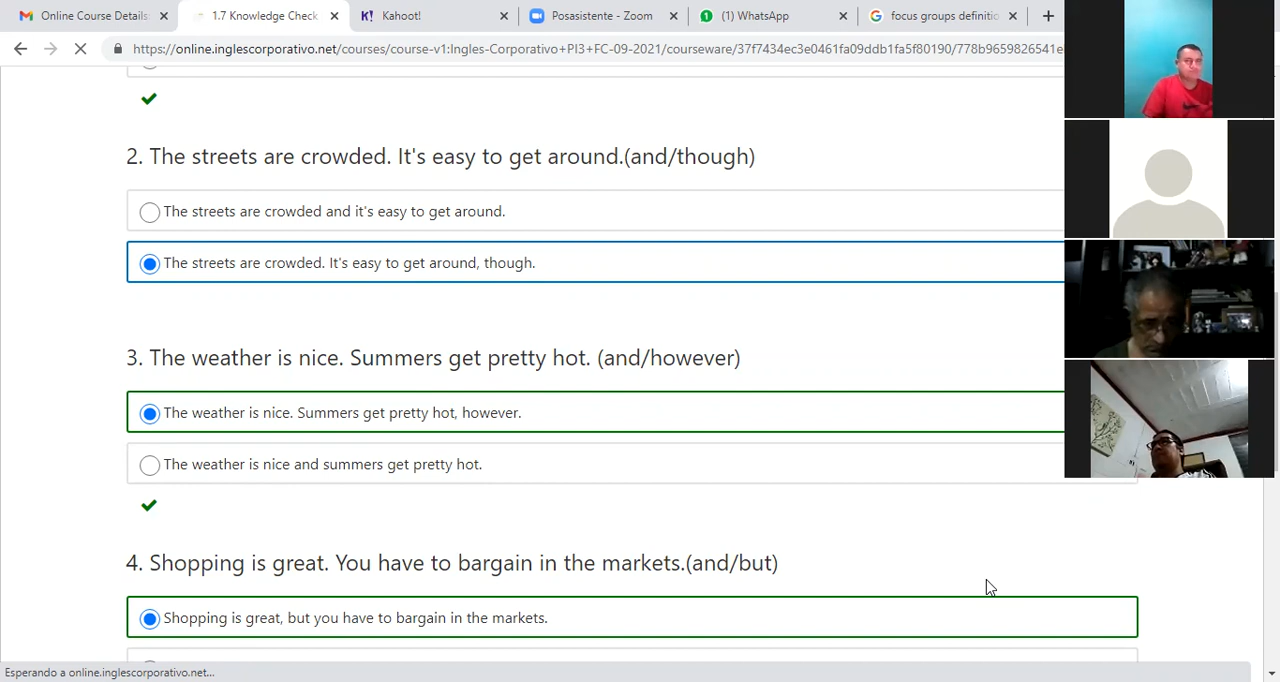 Online Course Details:
1.7 Knowledge Check
K! Kahoot!
Posasistente - Zoom
(1) WhatsApp
focus groups definitio
https://online.inglescorporativo.net/courses/course-v1:Ingles-Corporativo+PI3+FC-09-2021/courseware/37f7434ec3e0461fa09ddb1fa5f80190/778b9659826541e
2. The streets are crowded. It's easy to get around.(and/though)
The streets are crowded and it's easy to get around.
The streets are crowded. It's easy to get around, though.
3. The weather is nice. Summers get pretty hot. (and/however)
The weather is nice. Summers get pretty hot, however.
The weather is nice and summers get pretty hot.
4. Shopping is great. You have to bargain in the markets.(and/but)
Shopping is great, but you have to bargain in the markets.
Esperando a online.inglescorporativo.net...